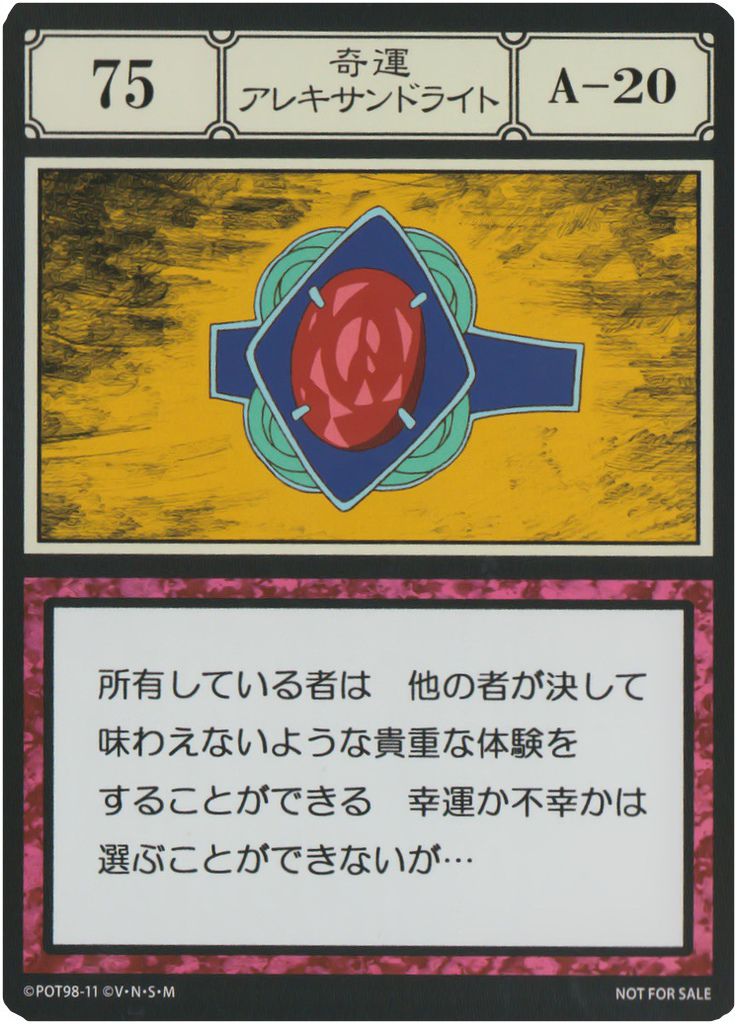 75
奇運
アレキサンドライト
A-20
所有している者は　他の者が決して
味わえないような貴重な体験を
することができる　幸運か不幸かは
選ぶことができないが…
©POT98-11 ©V・N・S・M
NOT FOR SALE